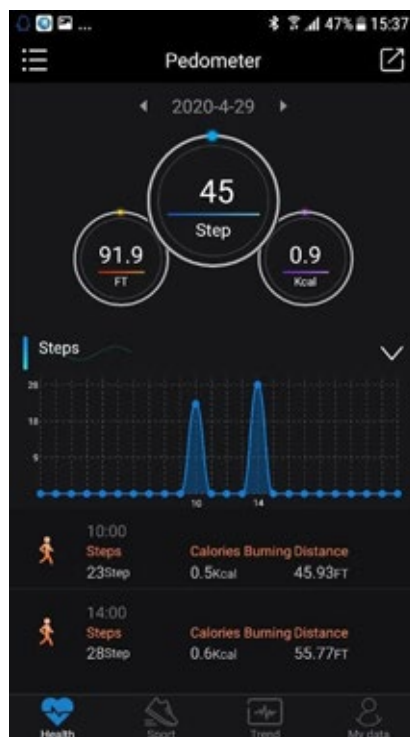 ... 47% 15:37
Pedometer
2020-4-29
45
Step
91.9
FT
0.9
Kcal
Steps
10 14
10:00
Steps Calories Burning Distance
23Step 0.5Kcal 45.93FT
14:00
Steps Calories Burning Distance
28Step 0.6Kcal 55.77FT
Health Sport Trend My data